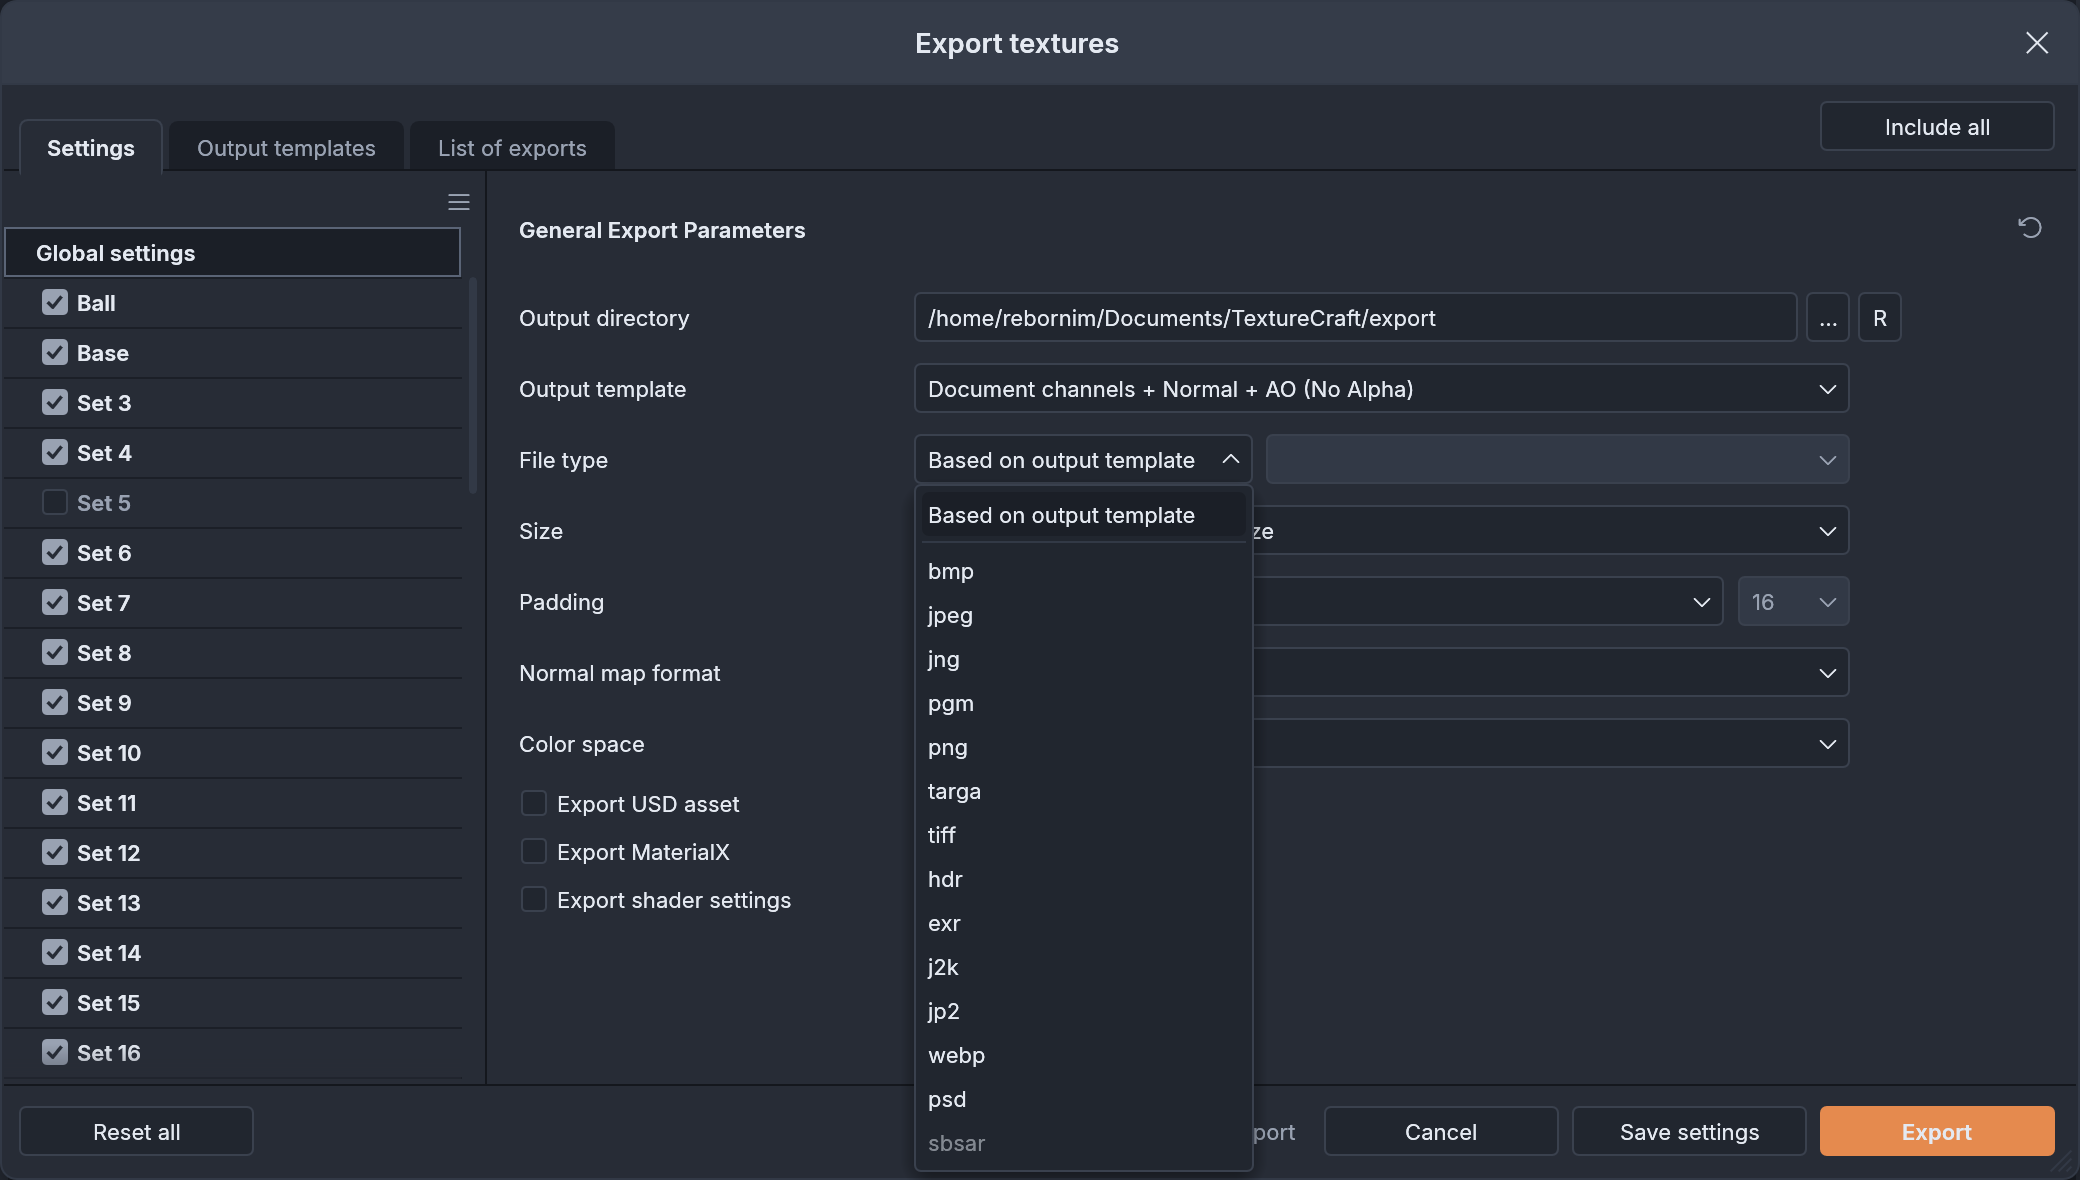 Export textures
Settings
Output templates
List of exports
Include all
Global settings
Ball
Base
Set 3
Set 4
Set 5
Set 6
Set 7
Set 8
Set 9
Set 10
Set 11
Set 12
Set 13
Set 14
Set 15
Set 16
General Export Parameters
Output directory
/home/rebornim/Documents/TextureCraft/export
...
R
Output template
Document channels + Normal + AO (No Alpha)
File type
Based on output template
Size
Padding
16
Normal map format
Color space
Export USD asset
Export MaterialX
Export shader settings
Based on output template
bmp
jpeg
jng
pgm
png
targa
tiff
hdr
exr
j2k
jp2
webp
psd
sbsar
Reset all
Cancel
Save settings
Export